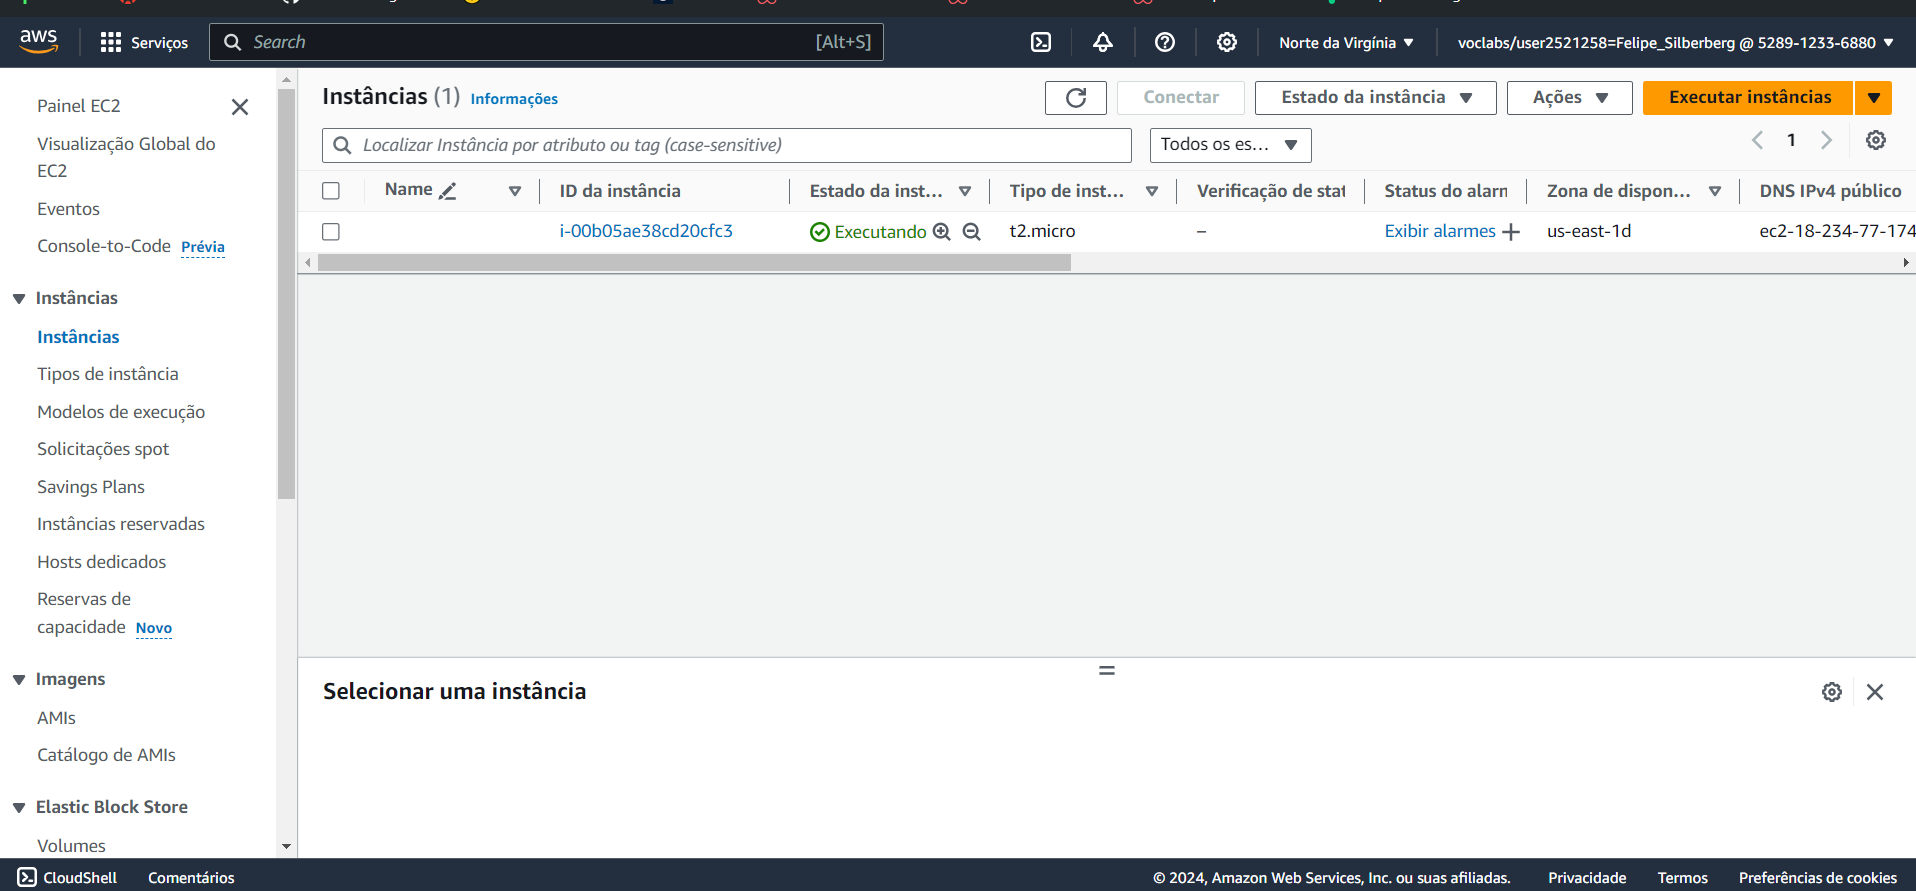 aws
Serviços
Search
[Alt+S]
Norte da Virgínia
voclabs/user2521258=Felipe_Silberberg @ 5289-1233-6880
Painel EC2
Visualização Global do
EC2
Eventos
Console-to-Code Prévia
Instâncias
Instâncias
Tipos de instância
Modelos de execução
Solicitações spot
Savings Plans
Instâncias reservadas
Hosts dedicados
Reservas de
capacidade Novo
Imagens
AMIs
Catálogo de AMIs
Elastic Block Store
Volumes
Instâncias (1) Informações
Conectar
Estado da instância
Ações
Executar instâncias
Localizar Instância por atributo ou tag (case-sensitive)
Todos os es...
1
Name ID da instância Estado da inst... Tipo de inst... Verificação de stat Status do alarn Zona de dispon... DNS IPv4 público
i-00b05ae38cd20cfc3 Executando t2.micro – Exibir alarmes us-east-1d ec2-18-234-77-174
Selecionar uma instância
CloudShell Comentários © 2024, Amazon Web Services, Inc. ou suas afiliadas. Privacidade Termos Preferências de cookies